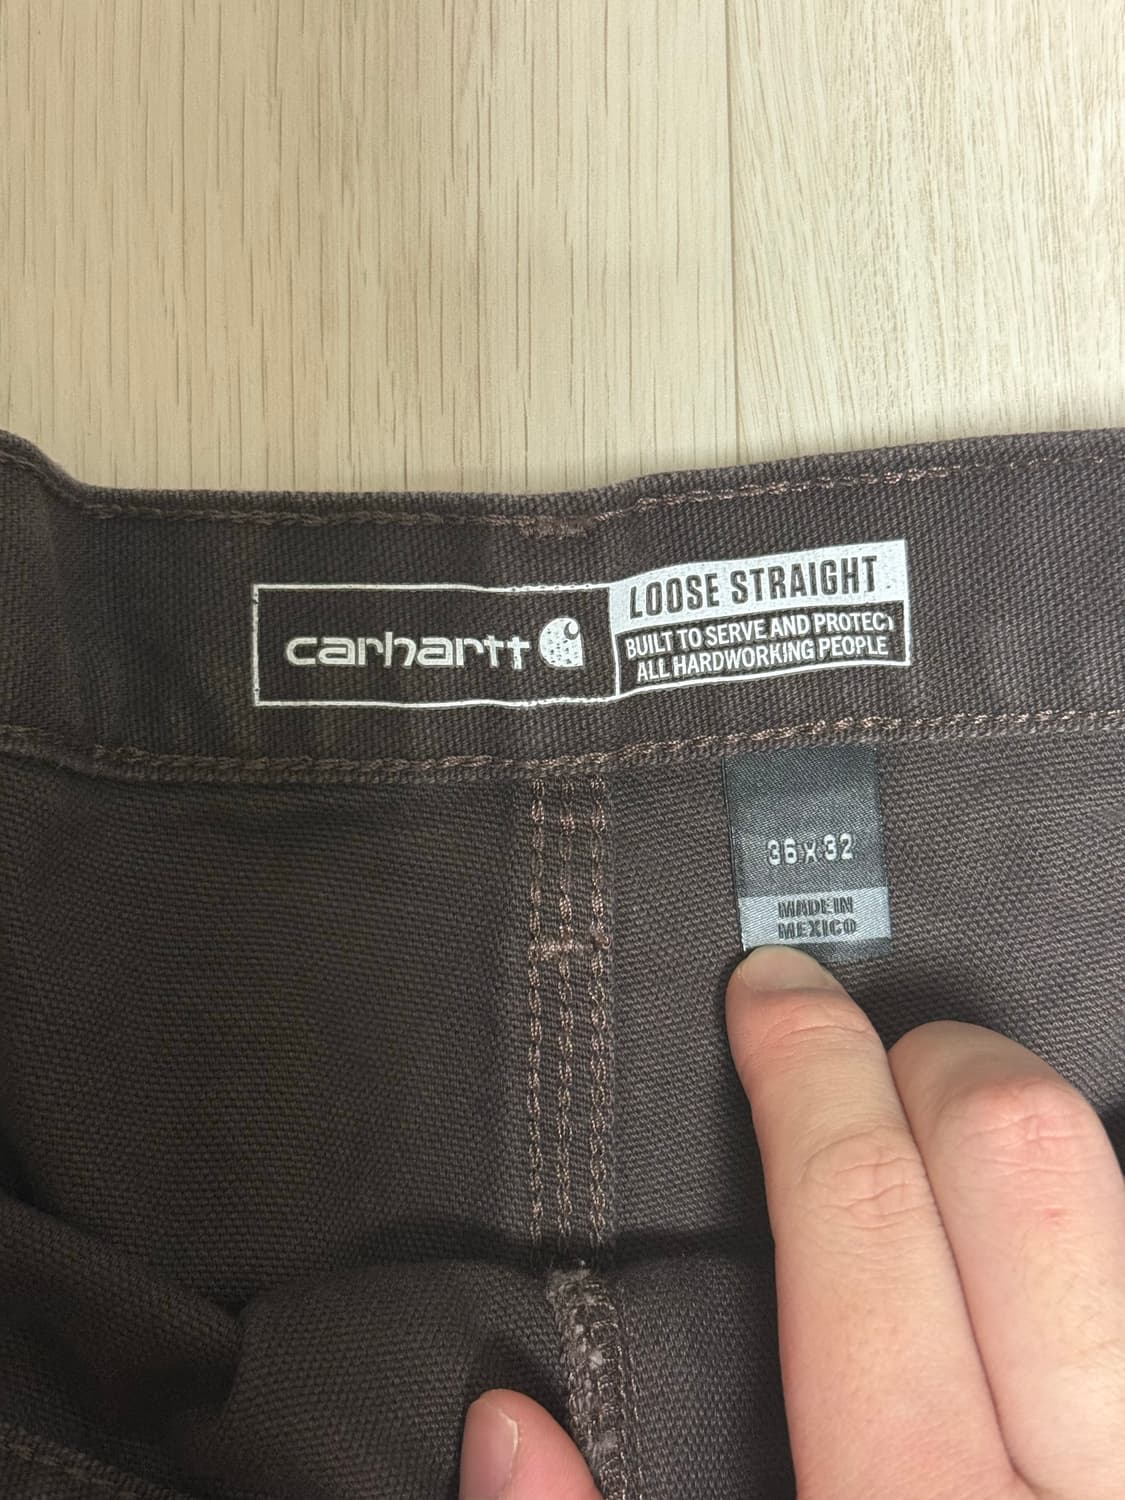 carhartt
LOOSE STRAIGHT
BUILT TO SERVE AND PROTECT
ALL HARDWORKING PEOPLE
36 x 32
MADE IN
MEXICO